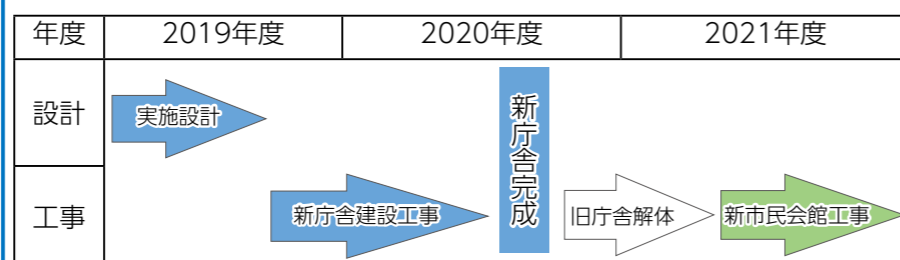 年度 2019年度 2020年度 2021年度
設計 実施設計
新庁舎完成
工事 新庁舎建設工事 旧庁舎解体 新市民会館工事